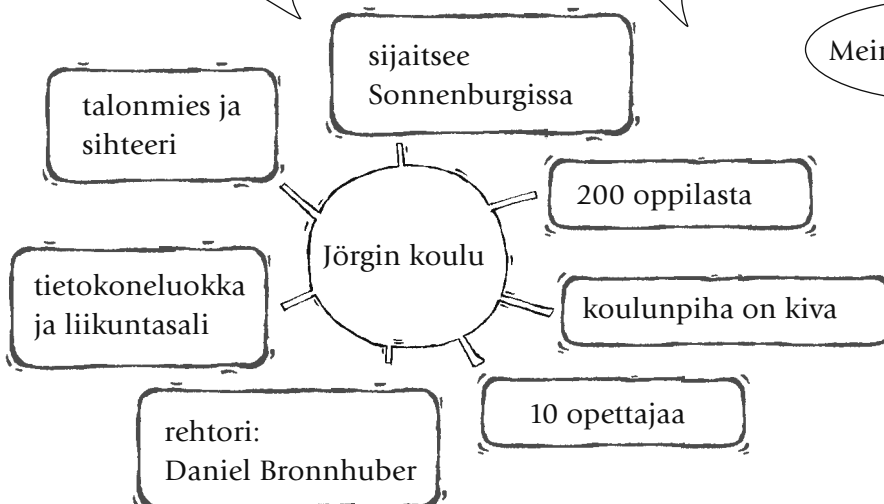 sijaitsee
Sonnenburgissa
talonmies ja
sihteeri
200 oppilasta
Jörgin koulu
tietokoneluokka
ja liikuntasali
koulunpiha on kiva
10 opettajaa
rehtori:
Daniel Bronnhuber